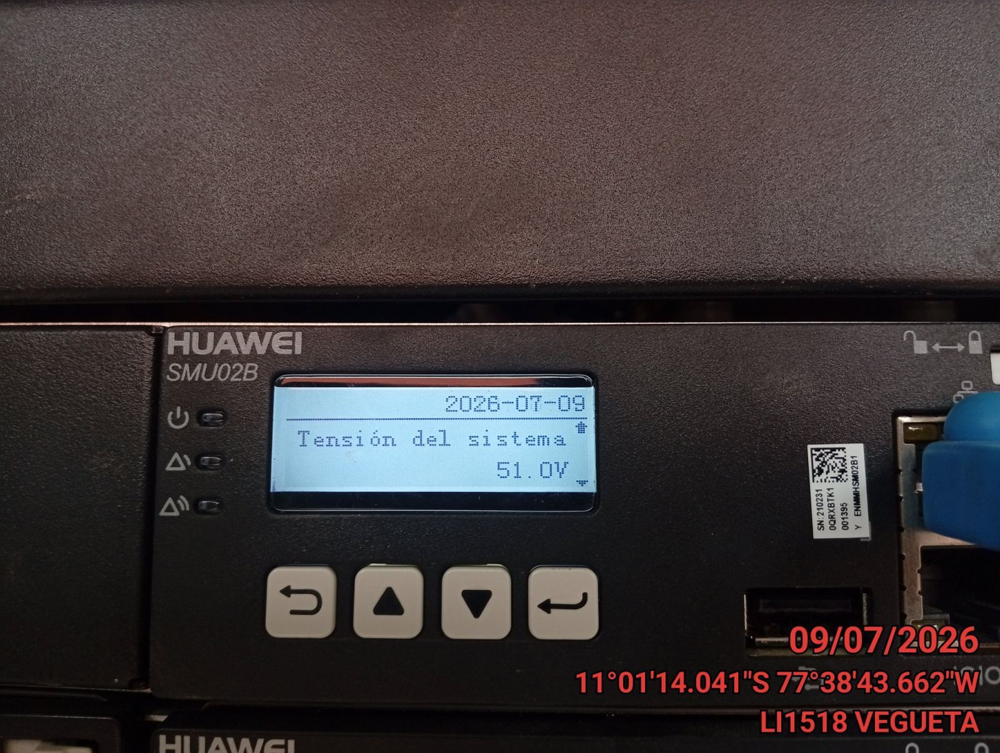 HUAWEI
SMU02B
2026-07-09
Tensión del sistema
51.0V
SN:210231
0QRXBTK1
001395
Y ENMMHSM02B1
09/07/2026
11°01'14.041"S 77°38'43.662"W
LI1518 VEGUETA
HUAWEI